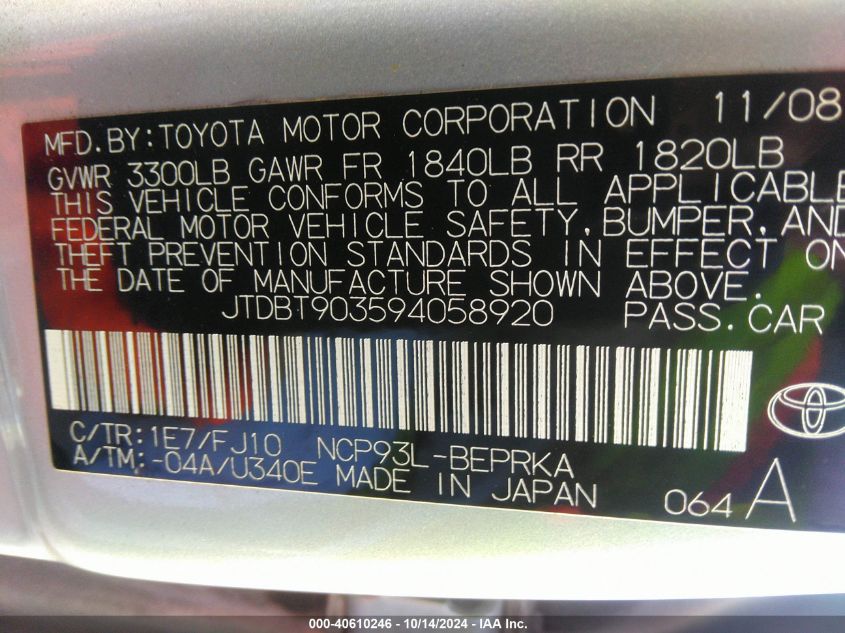 MFD. BY: TOYOTA MOTOR CORPORATION 11/08
GVWR 3300LB GAWR FR 1840LB RR 1820LB
THIS VEHICLE CONFORMS TO ALL APPLICABLE
FEDERAL MOTOR VEHICLE SAFETY, BUMPER, AND
THEFT PREVENTION STANDARDS IN EFFECT ON
THE DATE OF MANUFACTURE SHOWN ABOVE.
JTDBT903594058920 PASS. CAR
C/TR: 1E7/FJ10 NCP93L-BEPRKA
A/TM: -04A/U340E MADE IN JAPAN 064 A
000-40610246 - 10/14/2024 - IAA Inc.